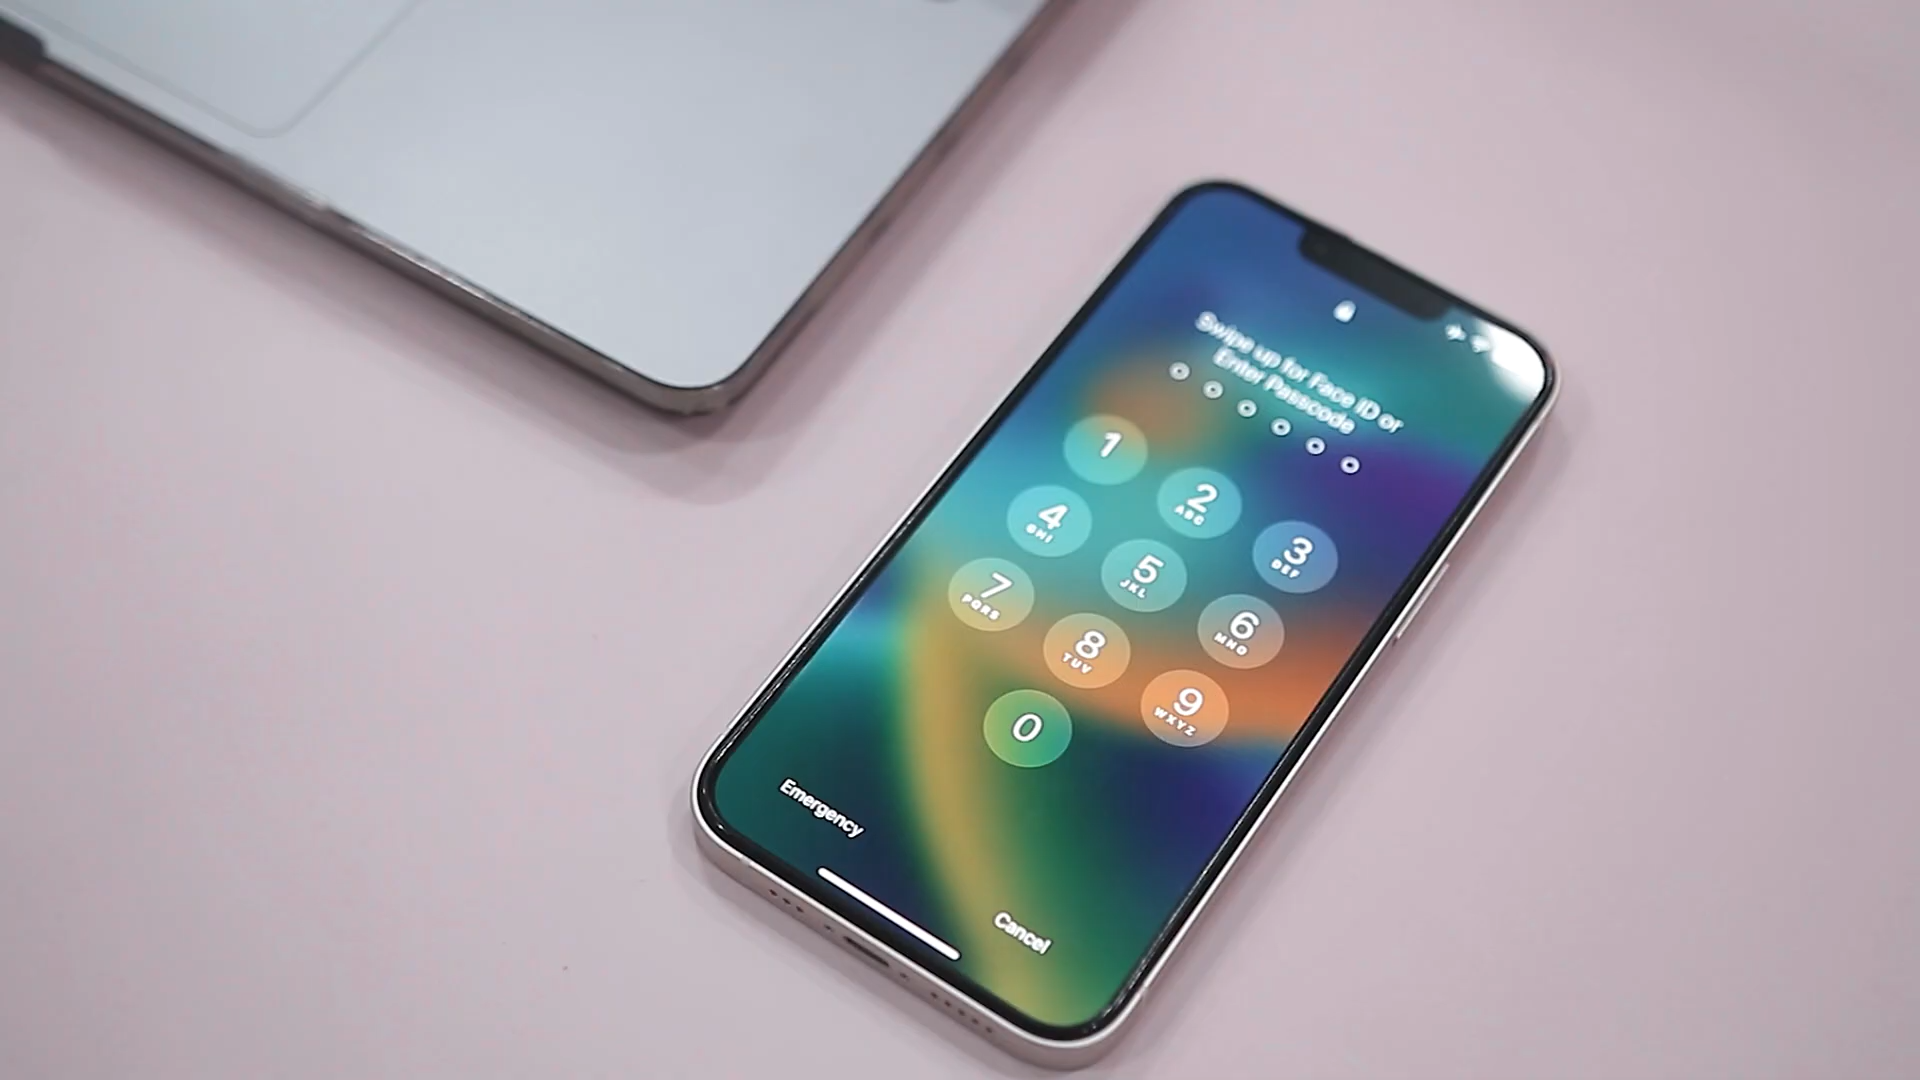 Swipe up for Face ID or
Enter Passcode
1
2
ABC
3
DEF
4
GHI
5
JKL
6
MNO
7
PQRS
8
TUV
9
WXYZ
0
Emergency
Cancel